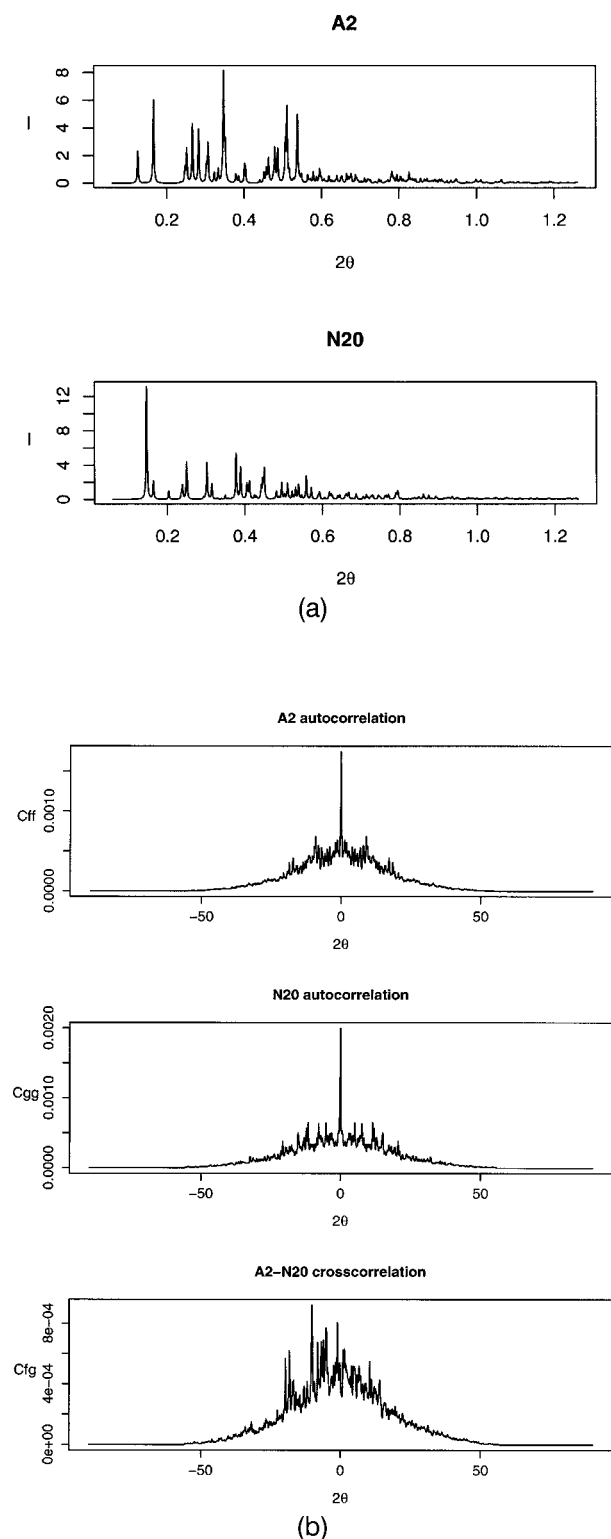 A2
8
6
4
2
0
I
0.2 0.4 0.6 0.8 1.0 1.2
2θ
N20
12
8
4
0
I
0.2 0.4 0.6 0.8 1.0 1.2
2θ
(a)
A2 autocorrelation
0.0010
0.0000
Cff
−50 0 50
2θ
N20 autocorrelation
0.0020
0.0010
0.0000
Cgg
−50 0 50
2θ
A2−N20 crosscorrelation
8e−04
4e−04
0e+00
Cfg
−50 0 50
2θ
(b)